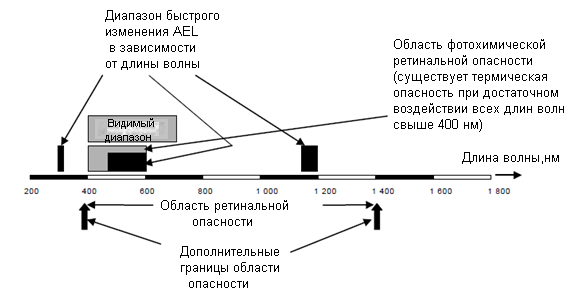 Диапазон быстрого
изменения AEL
в зависимости
от длины волны
Область фотохимической
ретинальной опасности
(существует термическая
опасность при достаточном
воздействии всех длин волн
свыше 400 нм)
Видимый
диапазон
Длина волны,нм
200 400 600 800 1 000 1 200 1 400 1 600 1 800
Область ретинальной
опасности
Дополнительные
границы области
опасности